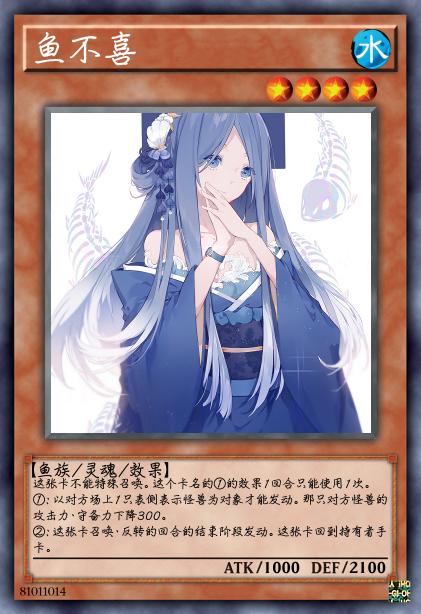 鱼不喜
水
【鱼族/灵魂/效果】
这张卡不能特殊召唤。这个卡名的①的效果1回合只能使用1次。
①:以对方场上1只表侧表示怪兽为对象才能发动。那只对方怪兽的
攻击力·守备力下降300。
②:这张卡召唤·反转的回合的结束阶段发动。这张卡回到持有者手
卡。
ATK/1000 DEF/2100
81011014